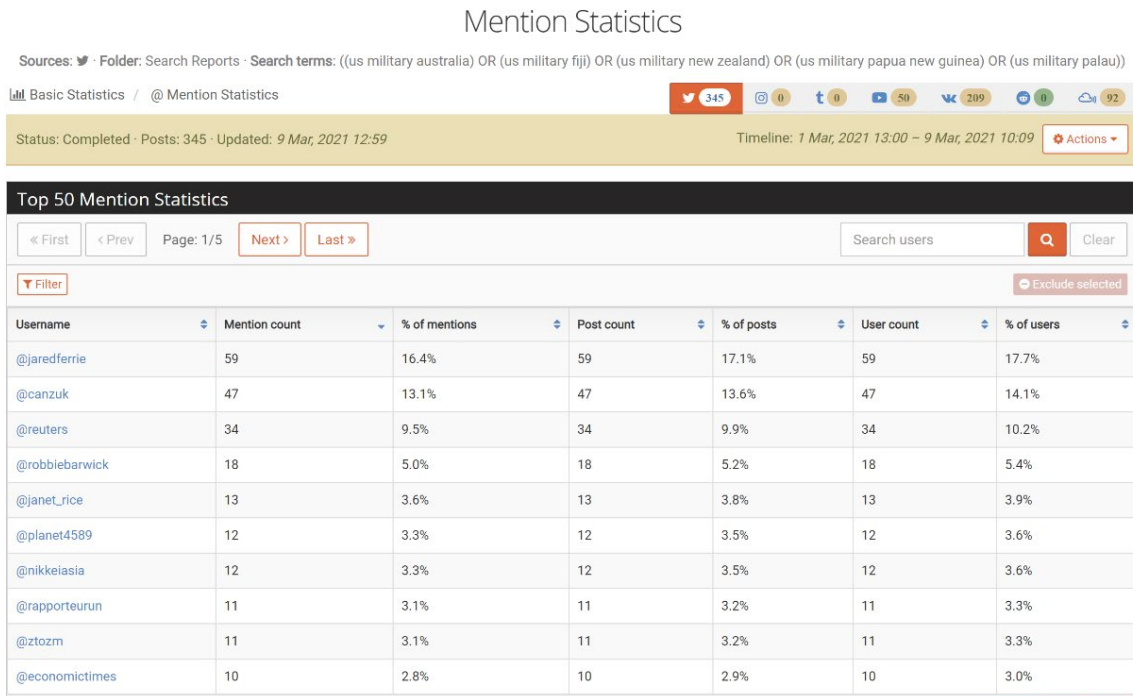 Mention Statistics
Sources: · Folder: Search Reports · Search terms: ((us military australia) OR (us military fiji) OR (us military new zealand) OR (us military papua new guinea) OR (us military palau))
Basic Statistics / @ Mention Statistics 345 0 t 0 50 209 0 92
Status: Completed · Posts: 345 · Updated: 9 Mar, 2021 12:59 Timeline: 1 Mar, 2021 13:00 – 9 Mar, 2021 10:09 Actions
Top 50 Mention Statistics
« First ‹ Prev Page: 1/5 Next › Last » Search users Clear
Filter Exclude selected
Username Mention count % of mentions Post count % of posts User count % of users
@jaredferrie 59 16.4% 59 17.1% 59 17.7%
@canzuk 47 13.1% 47 13.6% 47 14.1%
@reuters 34 9.5% 34 9.9% 34 10.2%
@robbiebarwick 18 5.0% 18 5.2% 18 5.4%
@janet_rice 13 3.6% 13 3.8% 13 3.9%
@planet4589 12 3.3% 12 3.5% 12 3.6%
@nikkeiasia 12 3.3% 12 3.5% 12 3.6%
@rapporteurun 11 3.1% 11 3.2% 11 3.3%
@ztozm 11 3.1% 11 3.2% 11 3.3%
@economictimes 10 2.8% 10 2.9% 10 3.0%